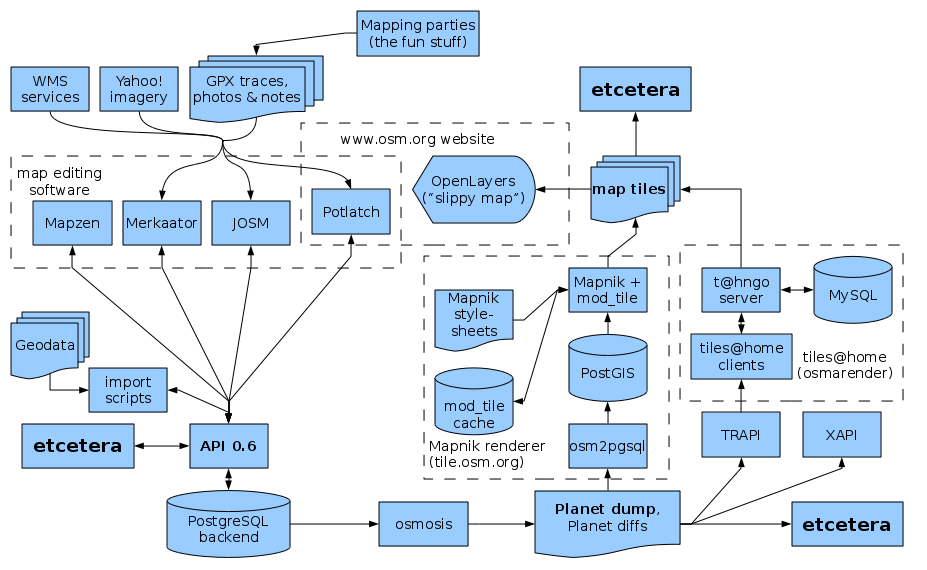 Mapping parties
(the fun stuff)
WMS
services
Yahoo!
imagery
GPX traces,
photos & notes
etcetera
www.osm.org website
map editing
software
OpenLayers
("slippy map")
map tiles
Mapzen
Merkaator
JOSM
Potlatch
Mapnik
style-
sheets
Mapnik +
mod_tile
t@hngo
server
MySQL
Geodata
import
scripts
mod_tile
cache
PostGIS
tiles@home
clients
tiles@home
(osmarender)
etcetera
API 0.6
Mapnik renderer
(tile.osm.org)
osm2pgsql
TRAPI
XAPI
PostgreSQL
backend
osmosis
Planet dump,
Planet diffs
etcetera